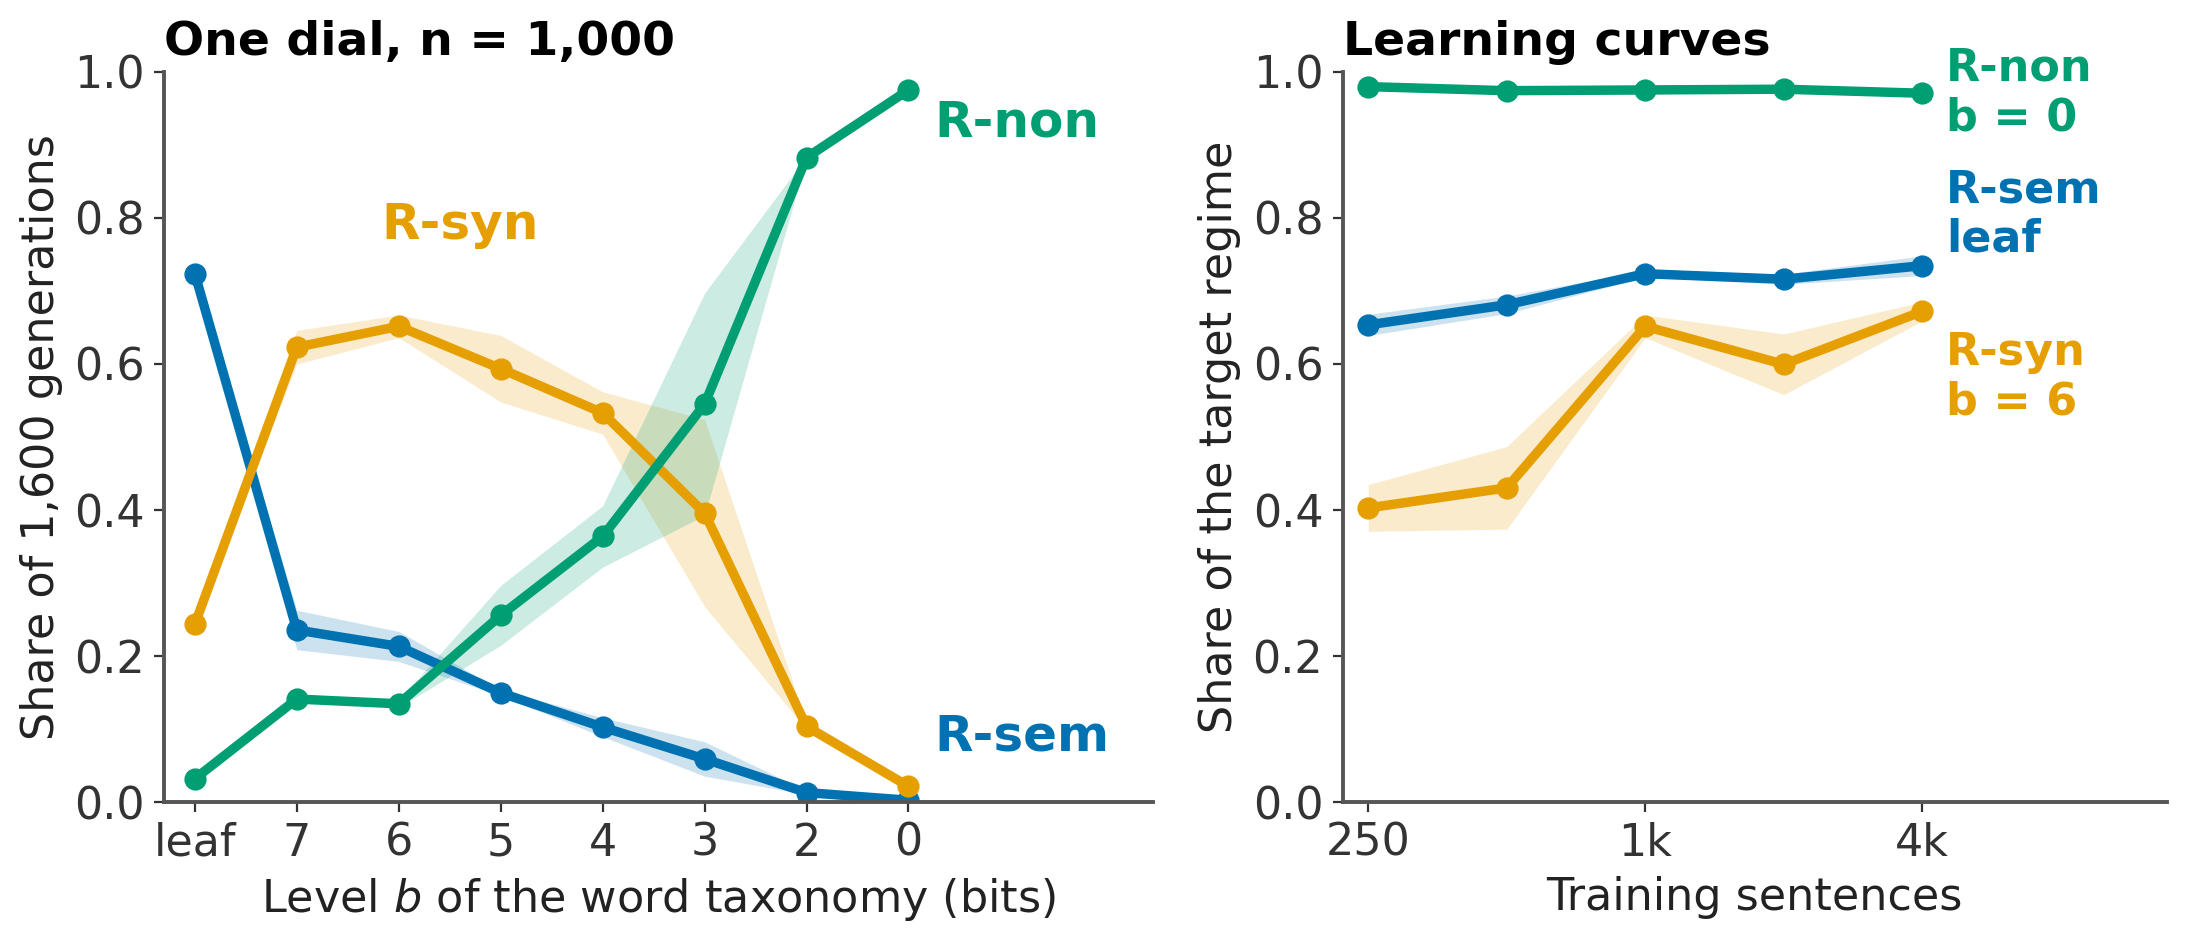 One dial, n = 1,000
Share of 1,600 generations
1.0
0.8
0.6
0.4
0.2
0.0
R-non
R-syn
R-sem
leaf 7 6 5 4 3 2 0
Level b of the word taxonomy (bits)
Learning curves
Share of the target regime
1.0
0.8
0.6
0.4
0.2
0.0
R-non
b = 0
R-sem
leaf
R-syn
b = 6
250 1k 4k
Training sentences